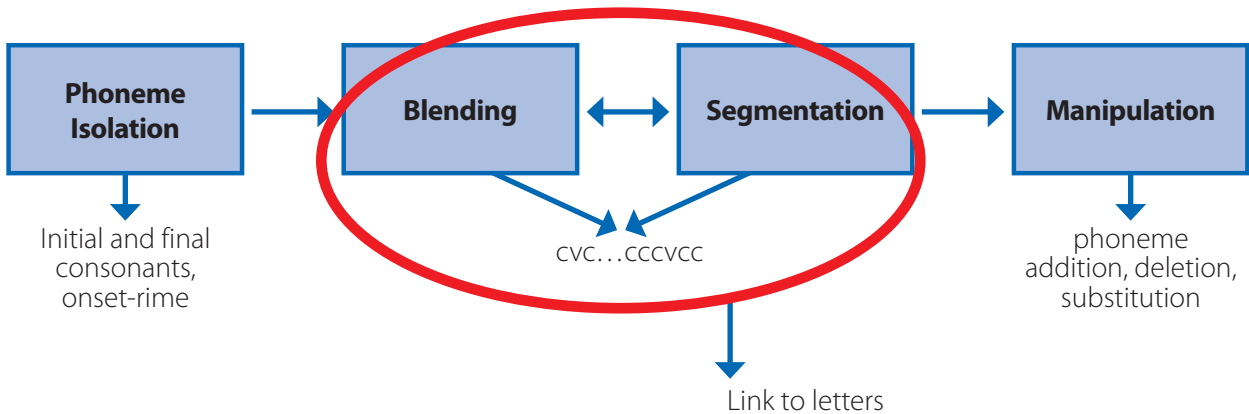 Phoneme
Isolation
Blending
Segmentation
Manipulation
Initial and final
consonants,
onset-rime
cvc…cccvcc
phoneme
addition, deletion,
substitution
Link to letters